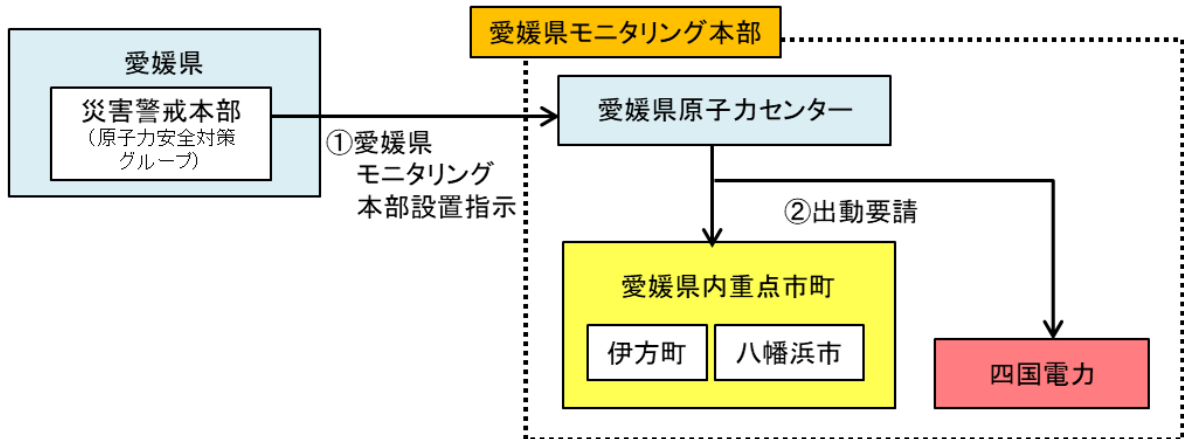 愛媛県モニタリング本部
愛媛県
災害警戒本部
（原子力安全対策
グループ）
①愛媛県
モニタリング
本部設置指示
愛媛県原子力センター
②出動要請
愛媛県内重点市町
伊方町
八幡浜市
四国電力